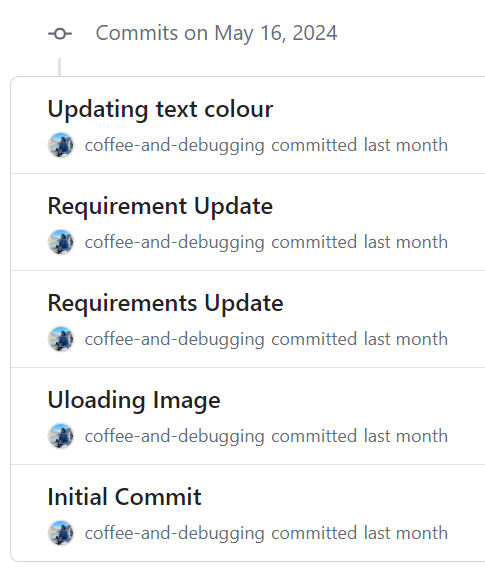 Commits on May 16, 2024
Updating text colour
coffee-and-debugging committed last month
Requirement Update
coffee-and-debugging committed last month
Requirements Update
coffee-and-debugging committed last month
Uloading Image
coffee-and-debugging committed last month
Initial Commit
coffee-and-debugging committed last month